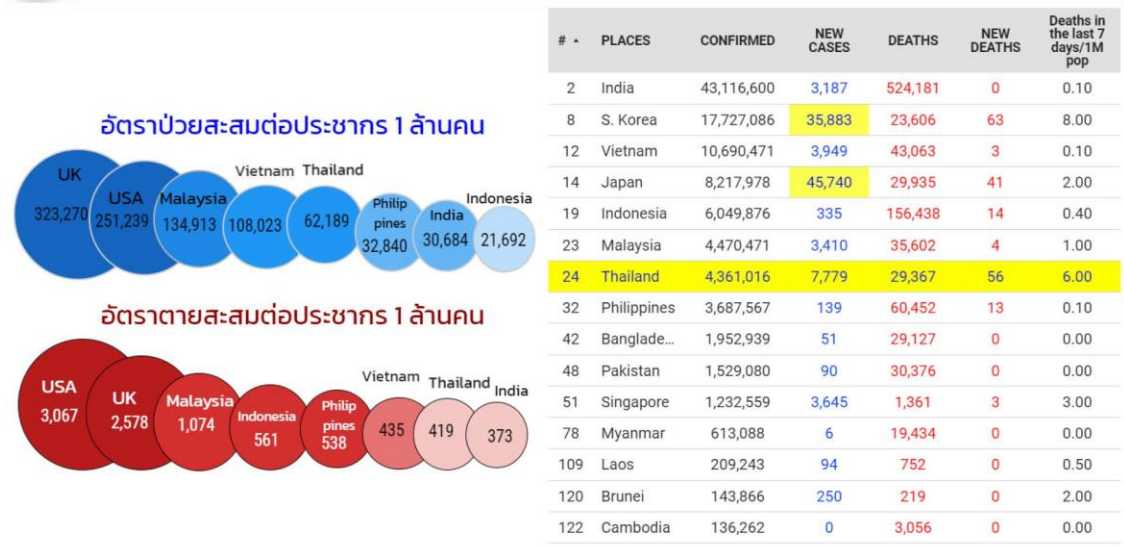 อัตราป่วยสะสมต่อประชากร 1 ล้านคน
UK
323,270
USA
251,239
Malaysia
134,913
Vietnam
108,023
Thailand
62,189
Philip
pines
32,840
India
30,684
Indonesia
21,692
อัตราตายสะสมต่อประชากร 1 ล้านคน
USA
3,067
UK
2,578
Malaysia
1,074
Indonesia
561
Philip
pines
538
Vietnam
435
Thailand
419
India
373
# PLACES CONFIRMED NEW CASES DEATHS NEW DEATHS Deaths in the last 7 days/1M pop
2 India 43,116,600 3,187 524,181 0 0.10
8 S. Korea 17,727,086 35,883 23,606 63 8.00
12 Vietnam 10,690,471 3,949 43,063 3 0.10
14 Japan 8,217,978 45,740 29,935 41 2.00
19 Indonesia 6,049,876 335 156,438 14 0.40
23 Malaysia 4,470,471 3,410 35,602 4 1.00
24 Thailand 4,361,016 7,779 29,367 56 6.00
32 Philippines 3,687,567 139 60,452 13 0.10
42 Banglade... 1,952,939 51 29,127 0 0.00
48 Pakistan 1,529,080 90 30,376 0 0.00
51 Singapore 1,232,559 3,645 1,361 3 3.00
78 Myanmar 613,088 6 19,434 0 0.00
109 Laos 209,243 94 752 0 0.50
120 Brunei 143,866 250 219 0 2.00
122 Cambodia 136,262 0 3,056 0 0.00